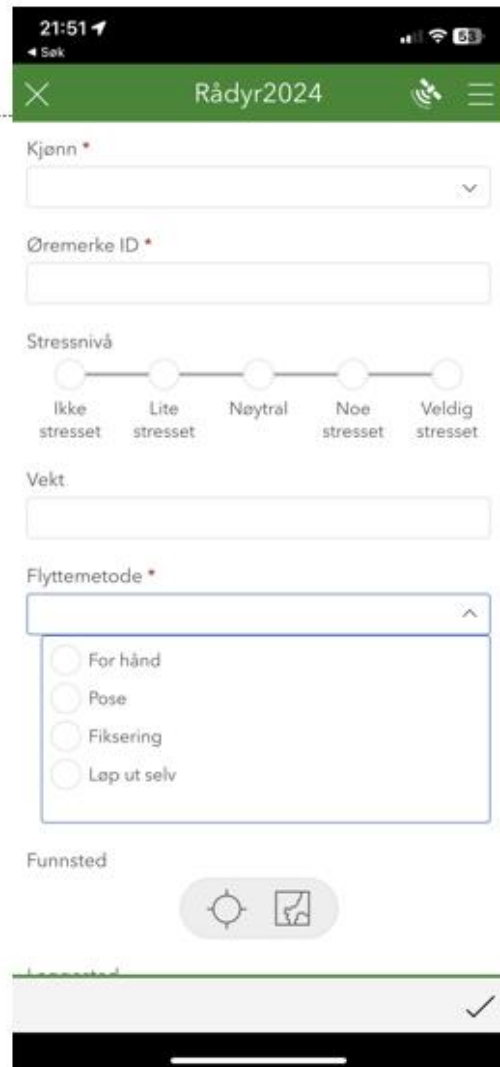 21:51
◄ Søk
53
Rådyr2024
Kjønn *
Øremerke ID *
Stressnivå
Ikke stresset
Lite stresset
Nøytral
Noe stresset
Veldig stresset
Vekt
Flyttemetode *
For hånd
Pose
Fiksering
Løp ut selv
Funnsted